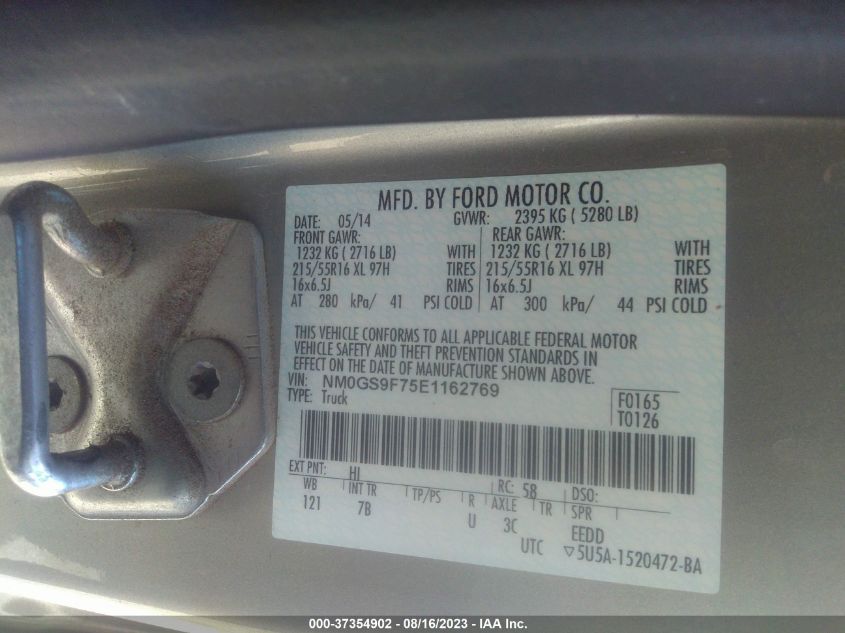 MFD. BY FORD MOTOR CO.
DATE: 05/14 GVWR: 2395 KG ( 5280 LB)
FRONT GAWR: REAR GAWR:
1232 KG ( 2716 LB) WITH 1232 KG ( 2716 LB) WITH
215/55R16 XL 97H TIRES 215/55R16 XL 97H TIRES
16x6.5J RIMS 16x6.5J RIMS
AT 280 kPa/ 41 PSI COLD AT 300 kPa/ 44 PSI COLD
THIS VEHICLE CONFORMS TO ALL APPLICABLE FEDERAL MOTOR
VEHICLE SAFETY AND THEFT PREVENTION STANDARDS IN
EFFECT ON THE DATE OF MANUFACTURE SHOWN ABOVE.
VIN: NM0GS9F75E1162769
TYPE: Truck
F0165
T0126
EXT PNT: HI RC: 58 DSO:
WB INT TR TP/PS R AXLE TR SPR
121 7B U 3C EEDD
UTC ▽5U5A-1520472-BA
000-37354902 - 08/16/2023 - IAA Inc.